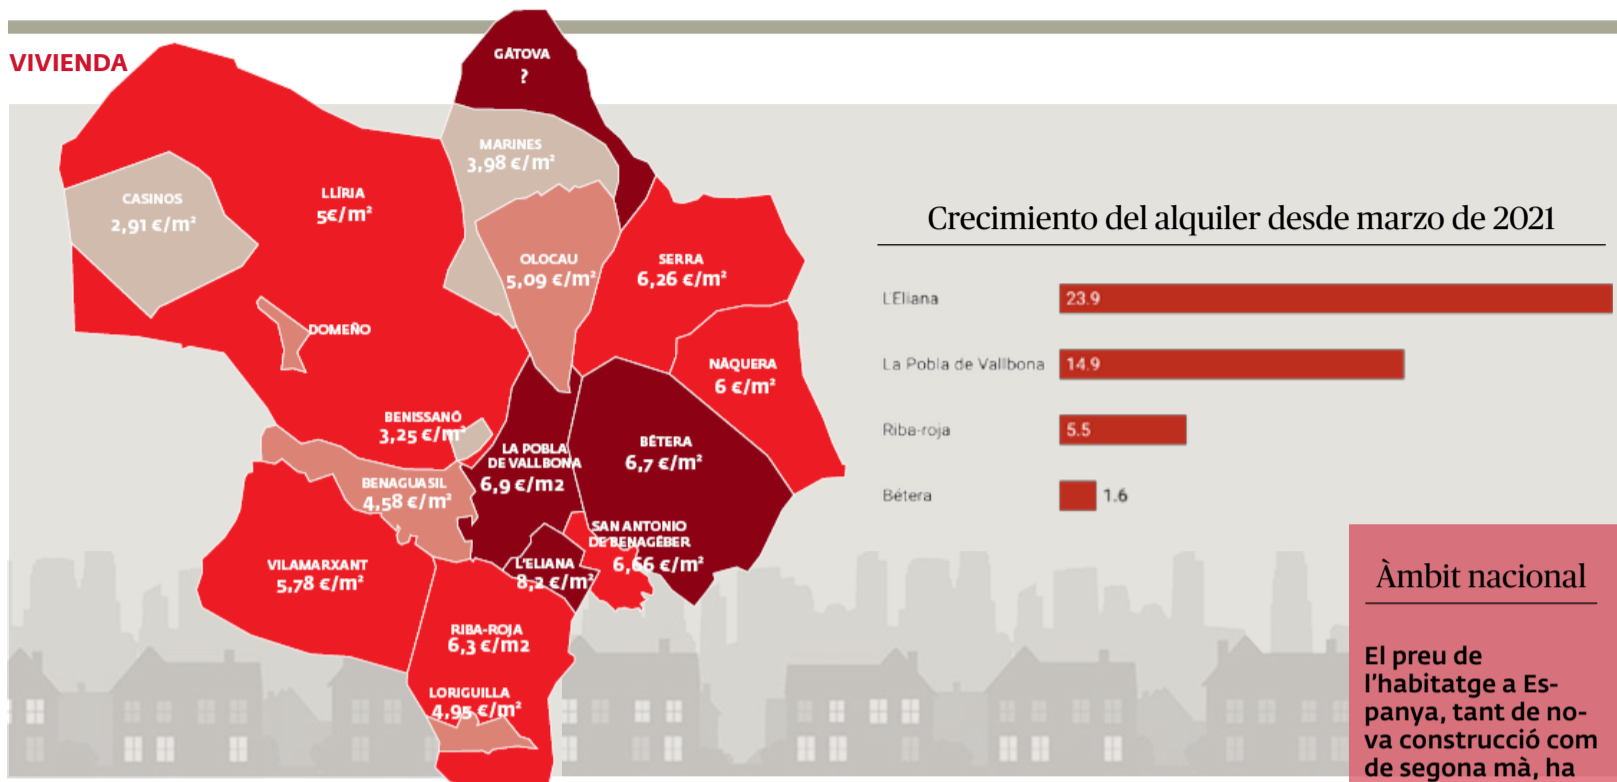 VIVIENDA
GÀTOVA
?
MARINES
3,98 €/m²
CASINOS
2,91 €/m²
LLÍRIA
5€/m²
OLOCAU
5,09 €/m²
SERRA
6,26 €/m²
DOMEÑO
NÀQUERA
6 €/m²
BENISSANÓ
3,25 €/m²
LA POBLA
DE VALLBONA
6,9 €/m2
BÉTERA
6,7 €/m²
BENAGUASIL
4,58 €/m²
SAN ANTONIO
DE BENAGÉBER
6,66 €/m²
L'ELIANA
8,2 €/m²
VILAMARXANT
5,78 €/m²
RIBA-ROJA
6,3 €/m2
LORIGUILLA
4,95 €/m²
Crecimiento del alquiler desde marzo de 2021
L'Eliana 23.9
La Pobla de Vallbona 14.9
Riba-roja 5.5
Bétera 1.6
Àmbit nacional
El preu de
l'habitatge a Es-
panya, tant de no-
va construcció com
de segona mà, ha